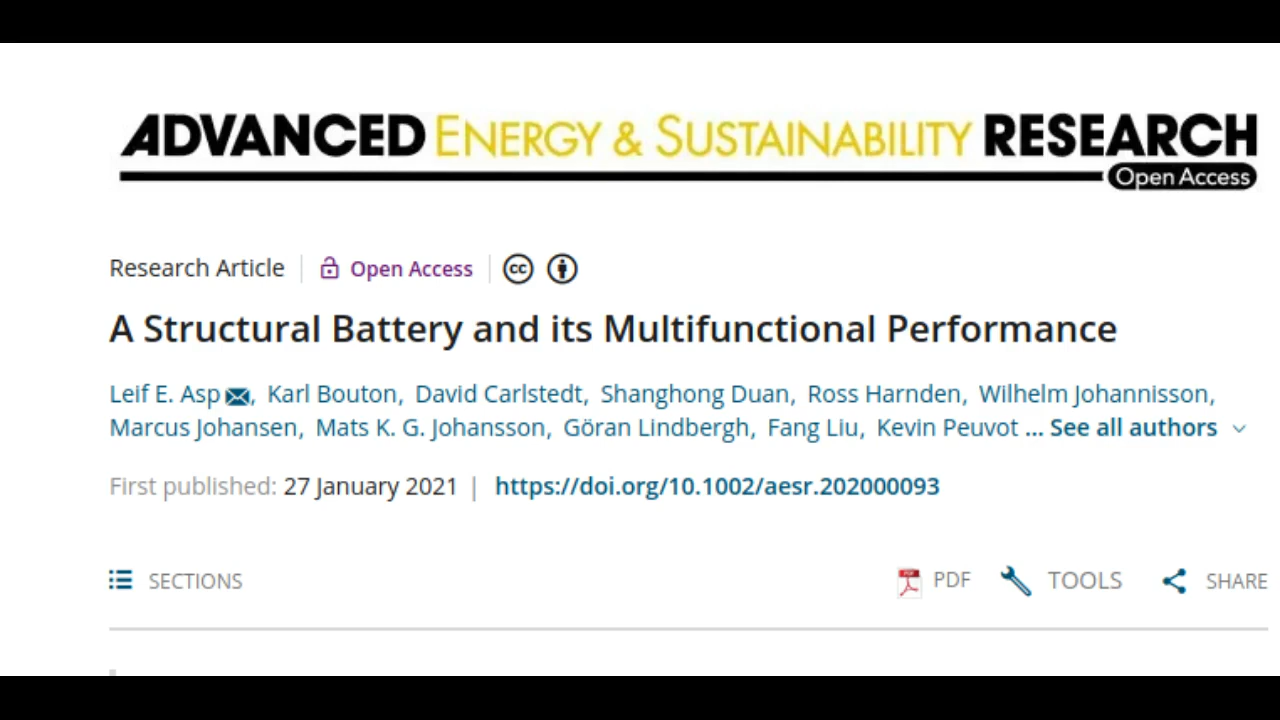 ADVANCED ENERGY & SUSTAINABILITY RESEARCH
Open Access
Research Article Open Access cc
A Structural Battery and its Multifunctional Performance
Leif E. Asp, Karl Bouton, David Carlstedt, Shanghong Duan, Ross Harnden, Wilhelm Johannisson,
Marcus Johansen, Mats K. G. Johansson, Göran Lindbergh, Fang Liu, Kevin Peuvot ... See all authors
First published: 27 January 2021 | https://doi.org/10.1002/aesr.202000093
SECTIONS PDF TOOLS SHARE